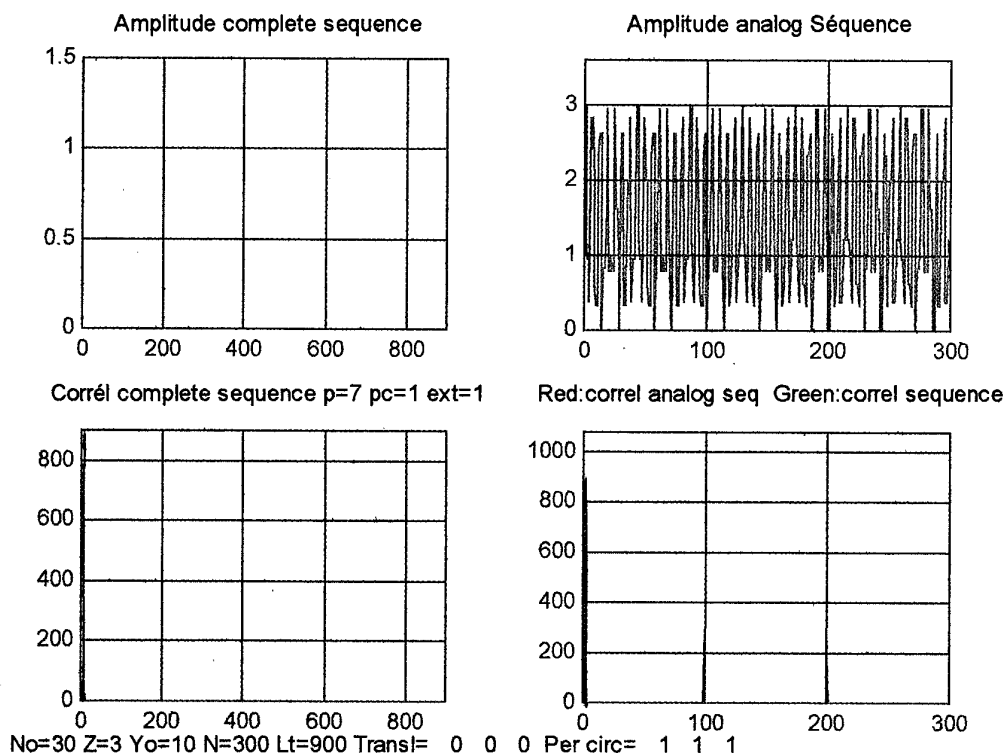 Amplitude complete sequence
1.5
1
0.5
0
0 200 400 600 800
Amplitude analog Séquence
3
2
1
0
0 100 200 300
Corrél complete sequence p=7 pc=1 ext=1
800
600
400
200
0
0 200 400 600 800
Red:correl analog seq Green:correl sequence
1000
800
600
400
200
0
0 100 200 300
No=30 Z=3 Yo=10 N=300 Lt=900 Transl= 0 0 0 Per circ= 1 1 1